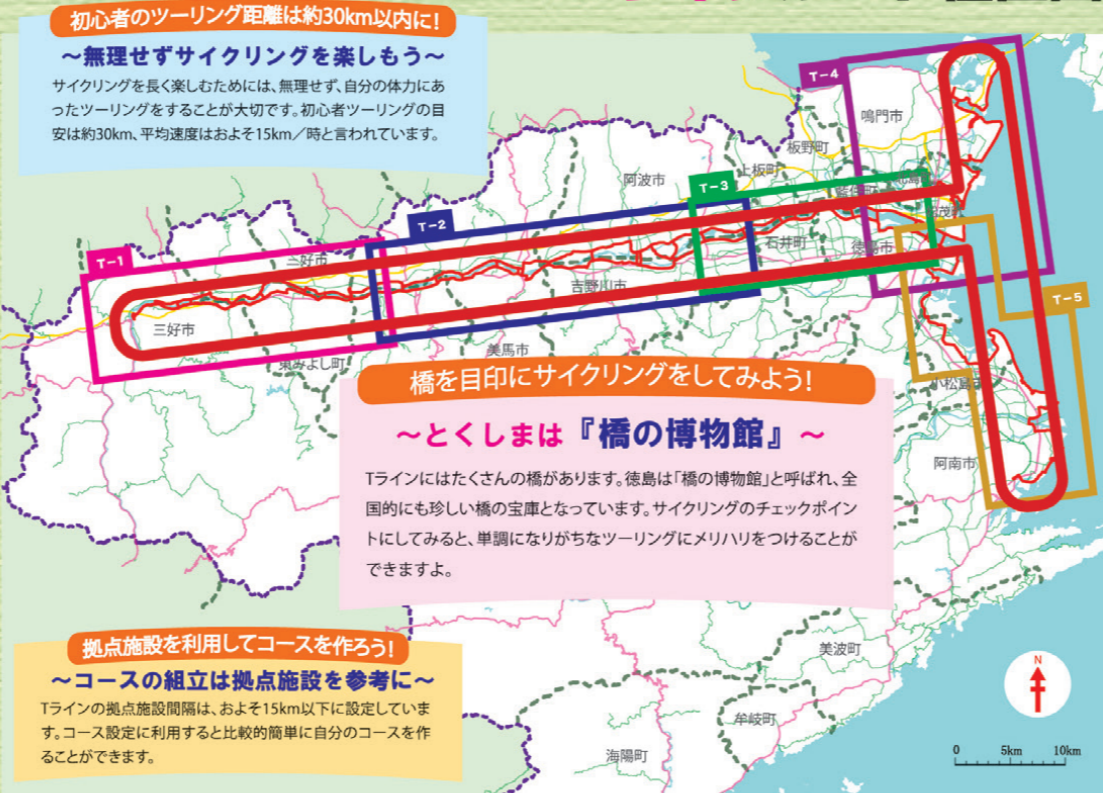 初心者のツーリング距離は約30km以内に!
～無理せずサイクリングを楽しもう～
サイクリングを長く楽しむためには、無理せず、自分の体力にあ
ったツーリングをすることが大切です。初心者ツーリングの目
安は約30km、平均速度はおよそ15km／時と言われています。
T-4
鳴門市
板野町
上板町
阿波市
T-3
T-2
石井町
徳島市
T-1
三好市
吉野川市
T-5
三好市
美馬市
東みよし町
小松島市
橋を目印にサイクリングをしてみよう!
～とくしまは『橋の博物館』～
Tラインにはたくさんの橋があります。徳島は「橋の博物館」と呼ばれ、全
国的にも珍しい橋の宝庫となっています。サイクリングのチェックポイン
トにしてみると、単調になりがちなツーリングにメリハリをつけることが
できますよ。
阿南市
拠点施設を利用してコースを作ろう!
～コースの組立は拠点施設を参考に～
Tラインの拠点施設間隔は、およそ15km以下に設定していま
す。コース設定に利用すると比較的簡単に自分のコースを作
ることができます。
美波町
牟岐町
海陽町
N
0 5km 10km